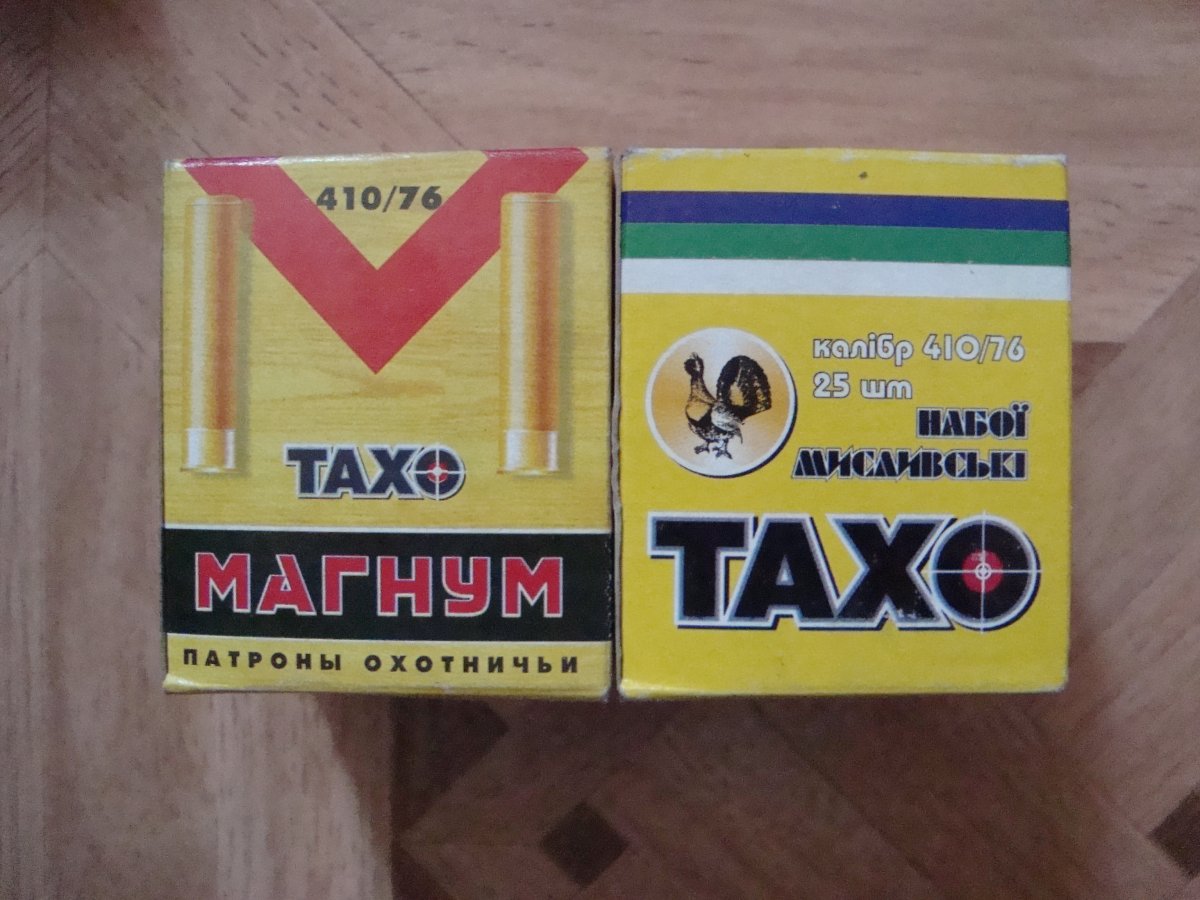 410/76
ТАХО
МАГНУМ
ПАТРОНЫ ОХОТНИЧЬИ
калібр 410/76
25 шт
НАБОЇ
МИСЛИВСЬКІ
ТАХО